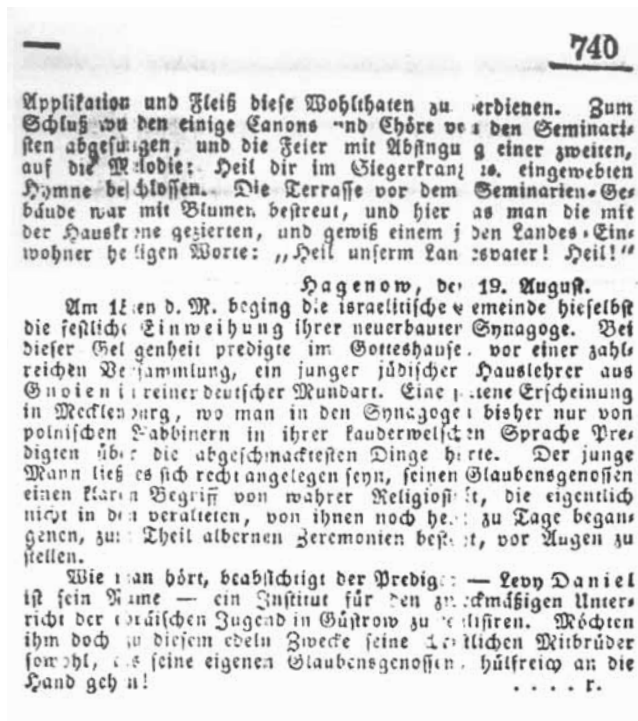 — 740
Applikation und Fleiß diese Wohlthaten zu verdienen. Zum
Schluß wurden einige Canons und Chöre von den Seminari-
sten abgesungen, und die Feier mit Absingung einer zweiten,
auf die Melodie: Heil dir im Siegerkranz ꝛc. eingewebten
Hymne beschlossen. Die Terrasse vor dem Seminarien-Ge-
bäude war mit Blumen bestreut, und hier las man die mit
der Hauskrone gezierten, und gewiß einem jeden Landes-Ein-
wohner heiligen Worte: „Heil unserm Landesvater! Heil!“
Hagenow, den 19. August.
Am d. M. beging die israelitische Gemeinde hieselbst
die festliche Einweihung ihrer neuerbauten Synagoge. Bei
dieser Gelegenheit predigte im Gotteshause, vor einer zahl-
reichen Versammlung, ein junger jüdischer Hauslehrer aus
Gnoien in reiner deutscher Mundart. Eine seltene Erscheinung
in Mecklenburg, wo man in den Synagogen bisher nur von
polnischen Rabbinern in ihrer kauderwelschen Sprache Pre-
digten über die abgeschmacktesten Dinge hörte. Der junge
Mann ließ es sich recht angelegen seyn, seinen Glaubensgenossen
einen klaren Begriff von wahrer Religiosität, die eigentlich
nicht in den veralteten, von ihnen noch heut zu Tage began-
genen, zum Theil albernen Zeremonien besteht, vor Augen zu
stellen.
Wie man hört, beabsichtigt der Prediger — Levy Daniel
ist sein Name — ein Institut für den zweckmäßigen Unter-
richt der ebräischen Jugend in Güstrow zu realisiren. Möchten
ihm doch zu diesem edeln Zwecke seine christlichen Mitbrüder
sowohl, als seine eigenen Glaubensgenossen, hülfreich an die
Hand gehen!
. . . . r.